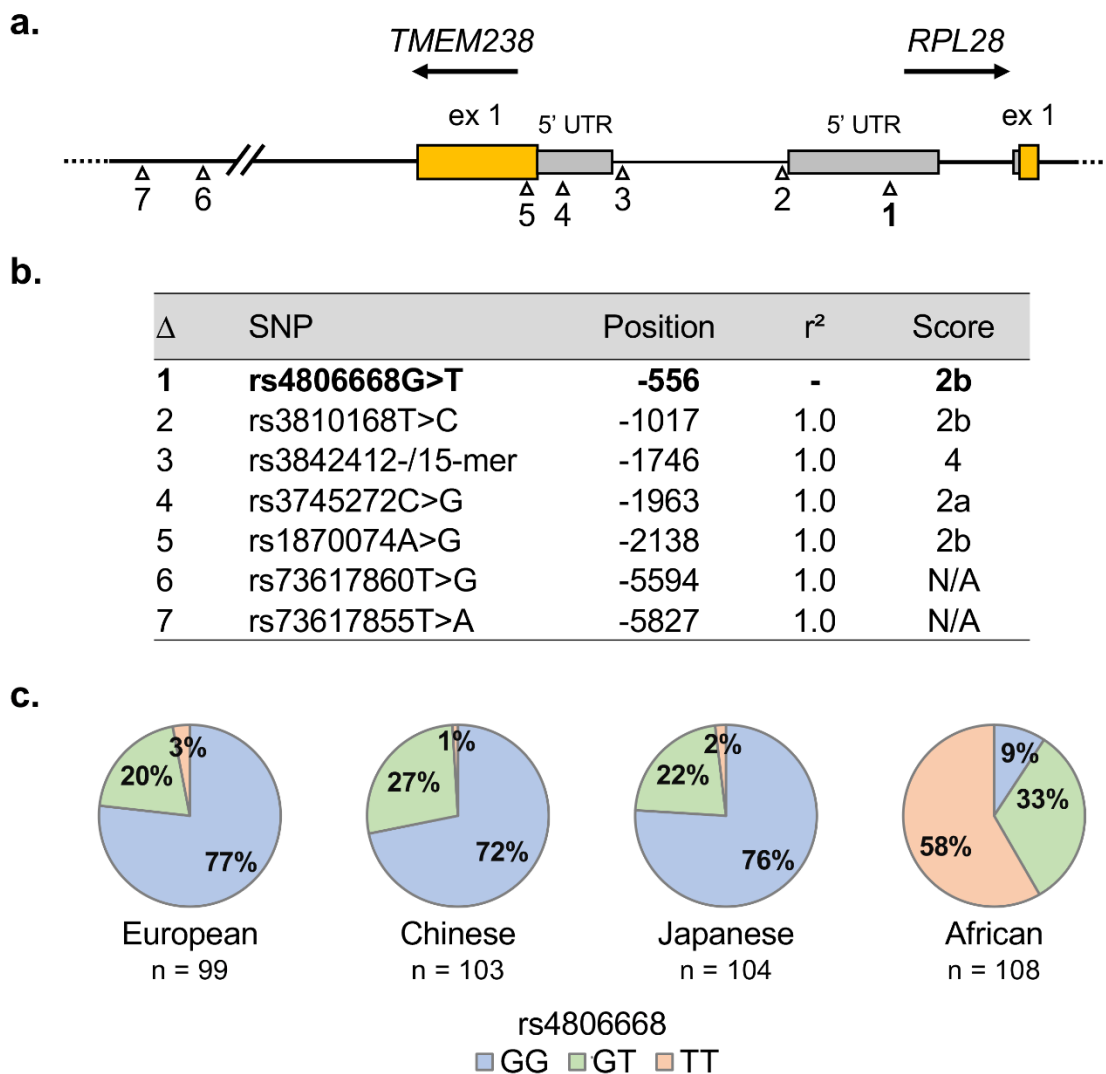 a.
TMEM238 RPL28
ex 1 5' UTR 5' UTR ex 1
7 6 5 4 3 2 1
b.
Δ SNP Position r² Score
1 rs4806668G>T -556 - 2b
2 rs3810168T>C -1017 1.0 2b
3 rs3842412-/15-mer -1746 1.0 4
4 rs3745272C>G -1963 1.0 2a
5 rs1870074A>G -2138 1.0 2b
6 rs73617860T>G -5594 1.0 N/A
7 rs73617855T>A -5827 1.0 N/A
c.
3% 1% 2% 9%
20% 27% 22% 33%
77% 72% 76% 58%
European Chinese Japanese African
n = 99 n = 103 n = 104 n = 108
rs4806668
GG GT TT